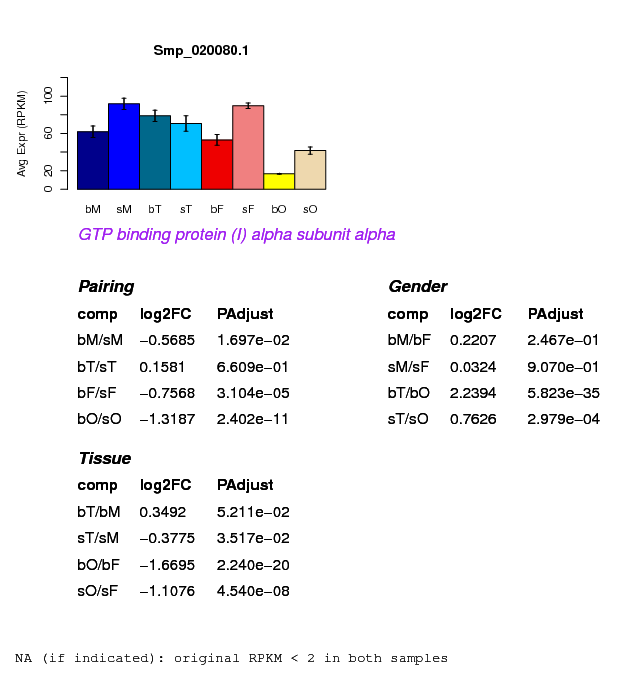 Smp_020080.1
Avg Expr (RPKM)
100
60
20
0
bM sM bT sT bF sF bO sO
GTP binding protein (I) alpha subunit alpha
Pairing
comp log2FC PAdjust
bM/sM −0.5685 1.697e−02
bT/sT 0.1581 6.609e−01
bF/sF −0.7568 3.104e−05
bO/sO −1.3187 2.402e−11
Gender
comp log2FC PAdjust
bM/bF 0.2207 2.467e−01
sM/sF 0.0324 9.070e−01
bT/bO 2.2394 5.823e−35
sT/sO 0.7626 2.979e−04
Tissue
comp log2FC PAdjust
bT/bM 0.3492 5.211e−02
sT/sM −0.3775 3.517e−02
bO/bF −1.6695 2.240e−20
sO/sF −1.1076 4.540e−08
NA (if indicated): original RPKM < 2 in both samples